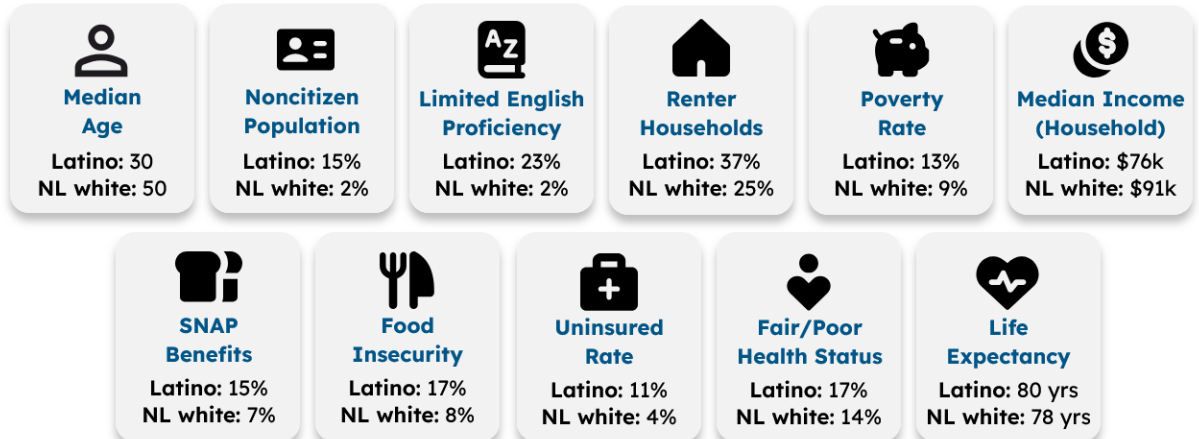 A Z
$
Median
Age
Latino: 30
NL white: 50
Noncitizen
Population
Latino: 15%
NL white: 2%
Limited English
Proficiency
Latino: 23%
NL white: 2%
Renter
Households
Latino: 37%
NL white: 25%
Poverty
Rate
Latino: 13%
NL white: 9%
Median Income
(Household)
Latino: $76k
NL white: $91k
SNAP
Benefits
Latino: 15%
NL white: 7%
Food
Insecurity
Latino: 17%
NL white: 8%
Uninsured
Rate
Latino: 11%
NL white: 4%
Fair/Poor
Health Status
Latino: 17%
NL white: 14%
Life
Expectancy
Latino: 80 yrs
NL white: 78 yrs